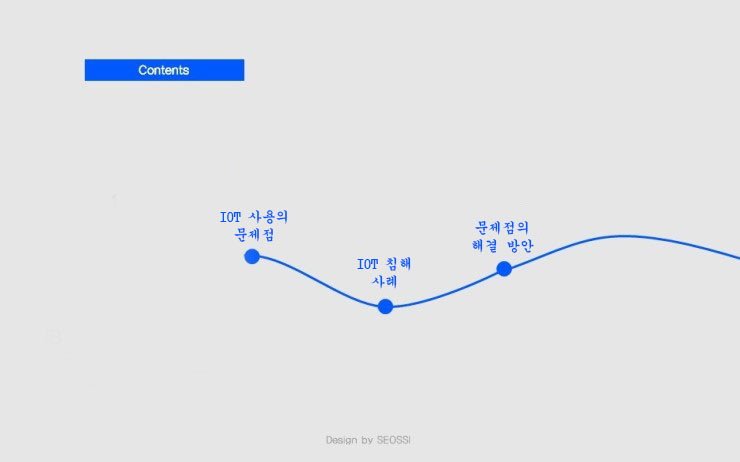 Contents
IOT 사용의
문제점
IOT 침해
사례
문제점의
해결 방안
Design by SEOSSI